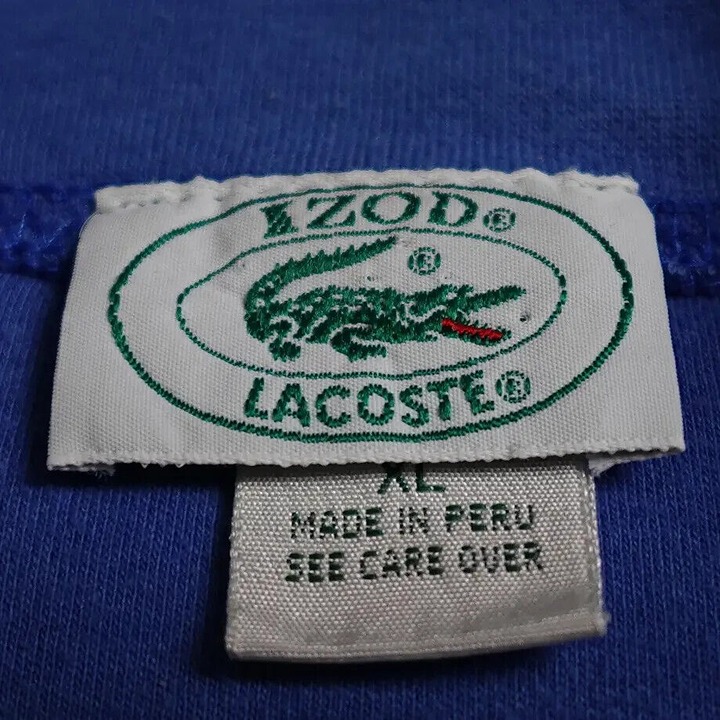 IZOD®
®
LACOSTE®
XL
MADE IN PERU
SEE CARE OVER